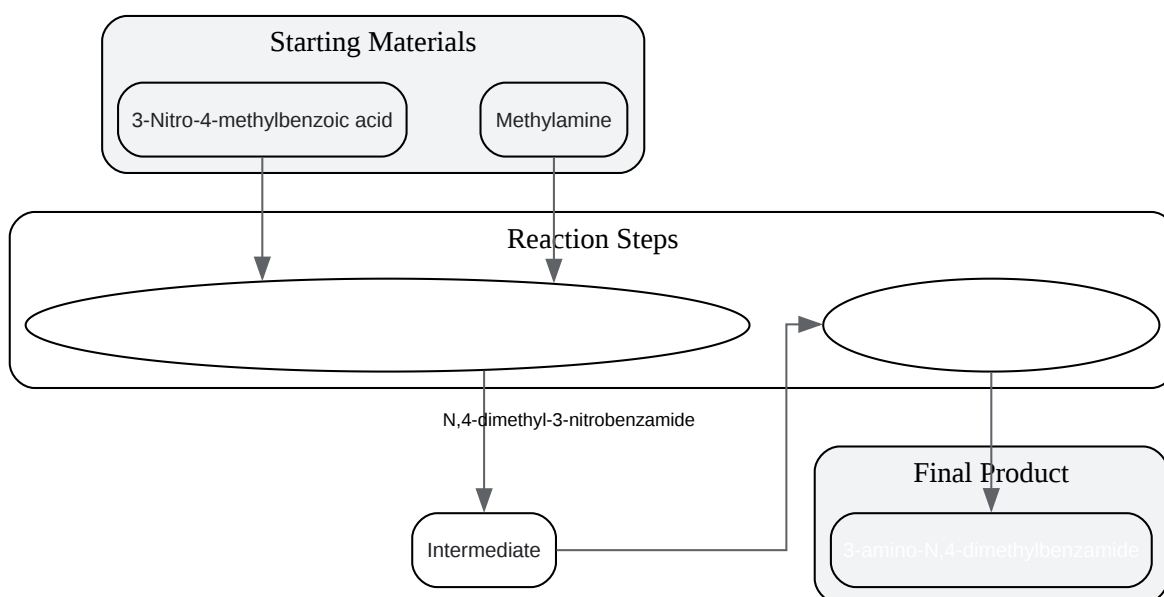 Starting Materials
3-Nitro-4-methylbenzoic acid
Methylamine
Reaction Steps
N,4-dimethyl-3-nitrobenzamide
Final Product
Intermediate
3-amino-N,4-dimethylbenzamide